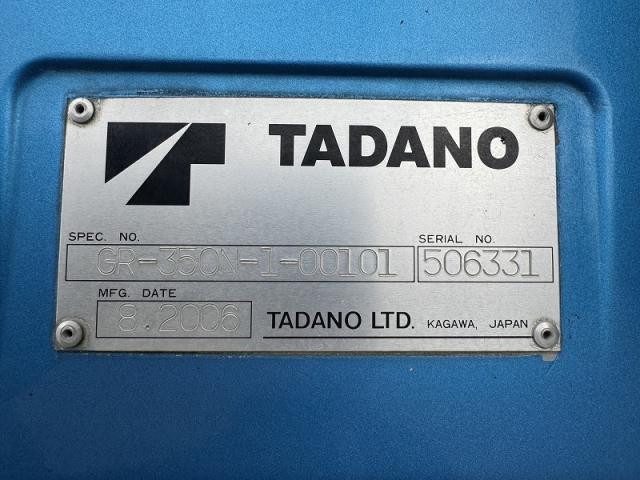 TADANO
SPEC. NO.
GR-350N-1-00101
SERIAL NO.
506331
MFG. DATE
8.2006
TADANO LTD. KAGAWA, JAPAN